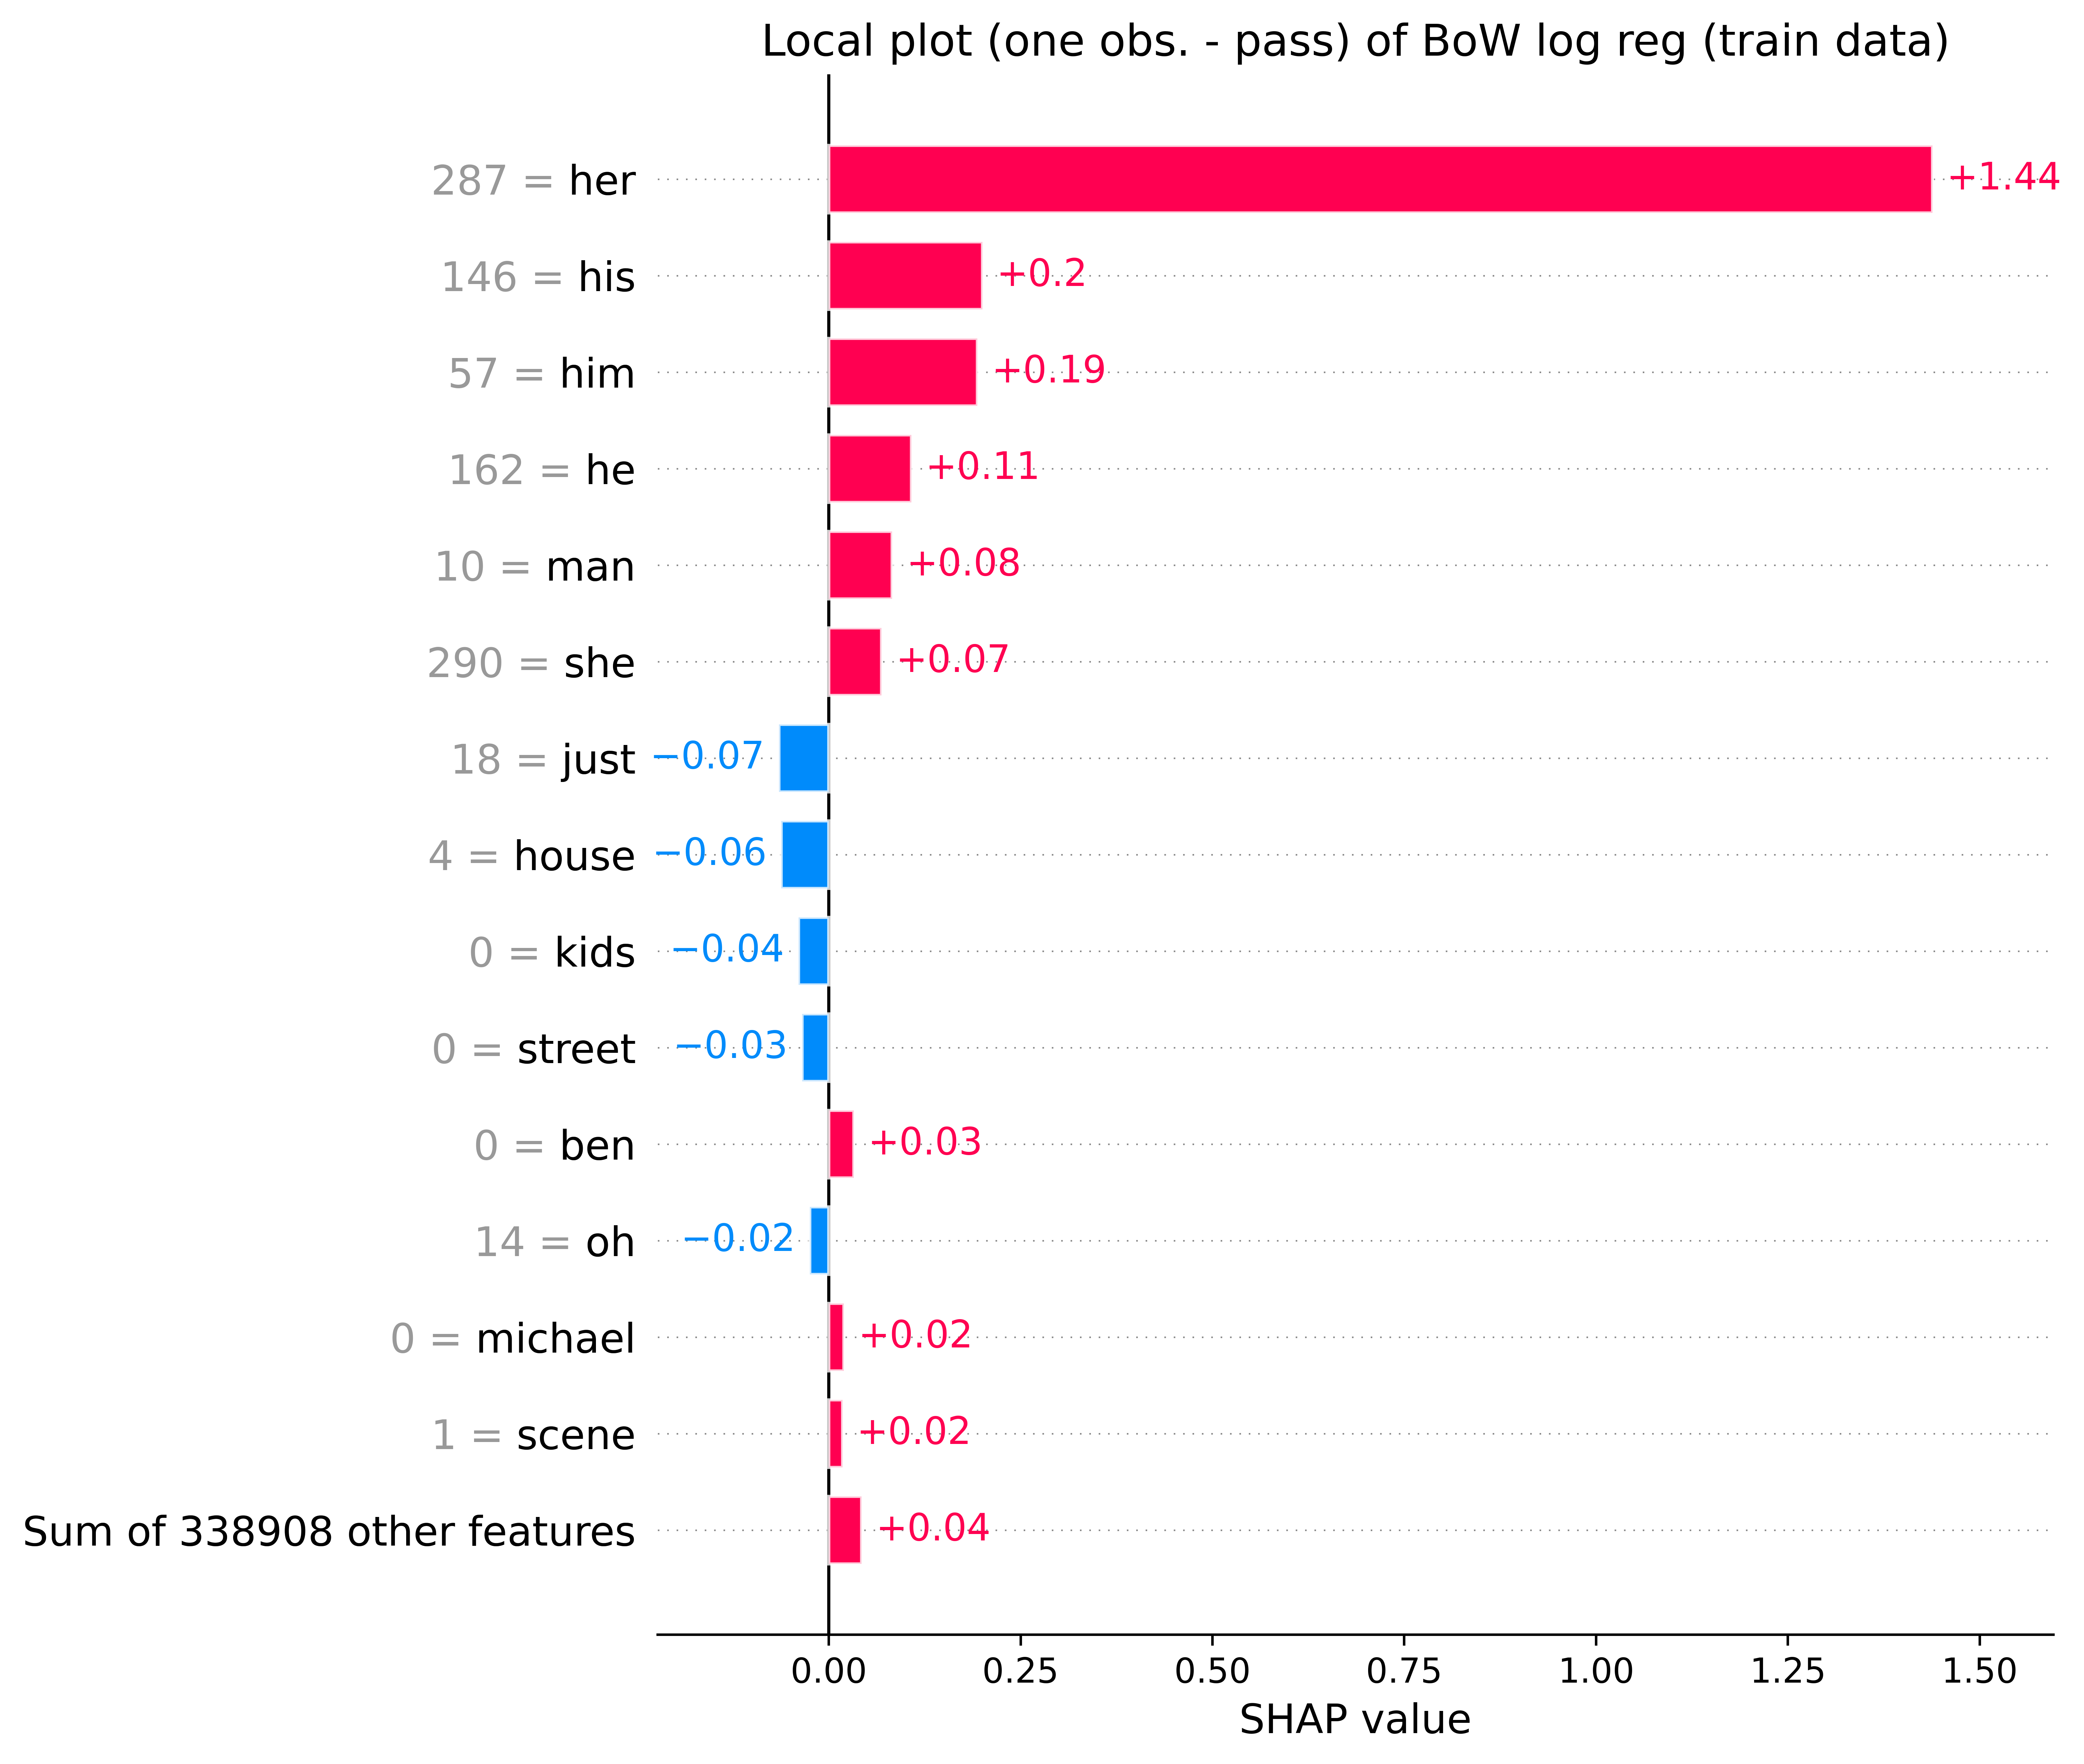 Local plot (one obs. - pass) of BoW log reg (train data)
287 = her +1.44
146 = his +0.2
57 = him +0.19
162 = he +0.11
10 = man +0.08
290 = she +0.07
18 = just −0.07
4 = house −0.06
0 = kids −0.04
0 = street −0.03
0 = ben +0.03
14 = oh −0.02
0 = michael +0.02
1 = scene +0.02
Sum of 338908 other features +0.04
0.00 0.25 0.50 0.75 1.00 1.25 1.50
SHAP value